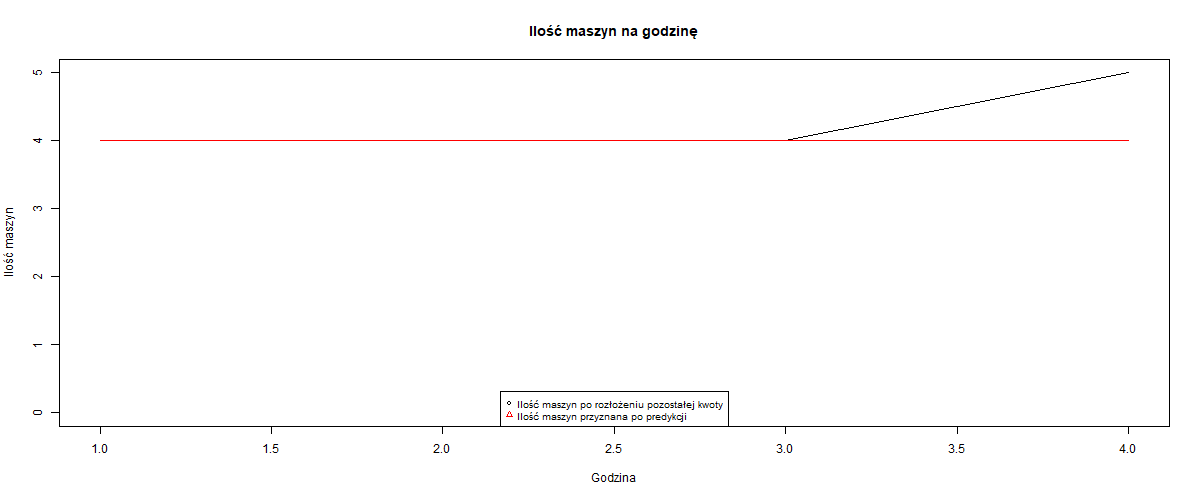 Ilość maszyn na godzinę
Ilość maszyn
5
4
3
2
1
0
Ilość maszyn po rozłożeniu pozostałej kwoty
Ilość maszyn przyznana po predykcji
1.0 1.5 2.0 2.5 3.0 3.5 4.0
Godzina